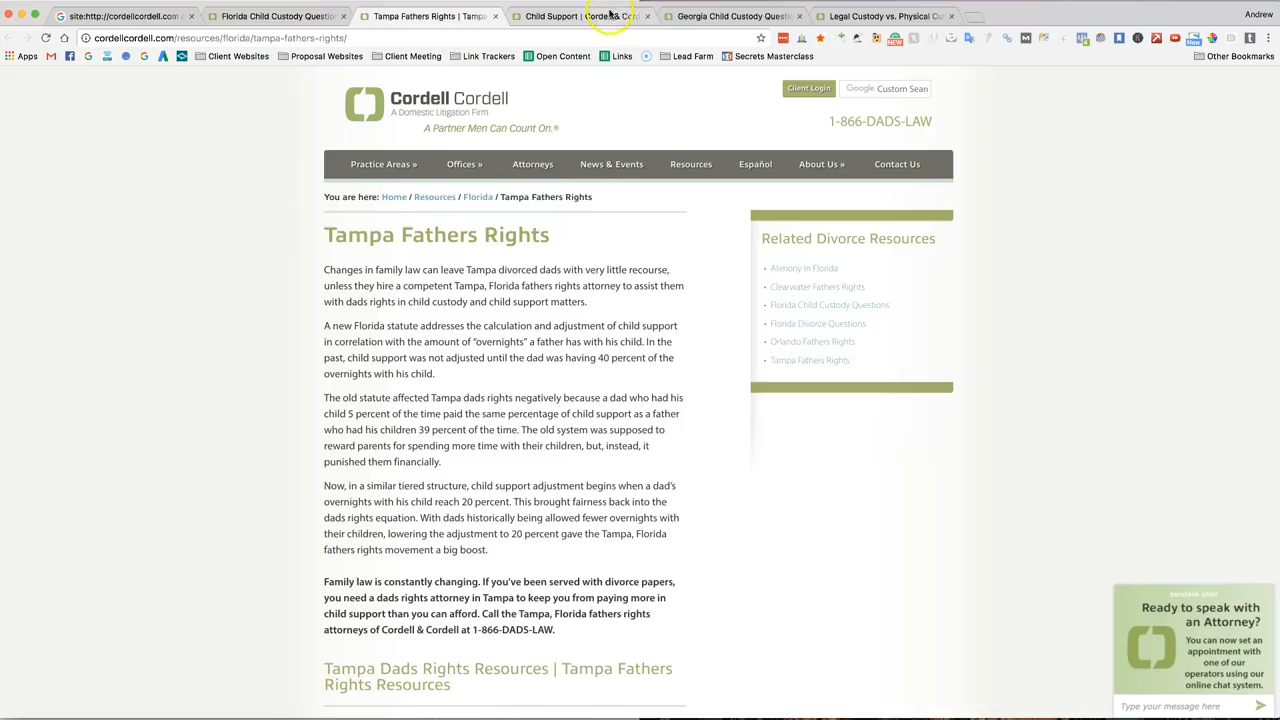 site:http://cordellcordell.com
Florida Child Custody Questio
Tampa Fathers Rights | Tampa
Child Support | Cordell & Cord
Georgia Child Custody Questi
Legal Custody vs. Physical Cu
Andrew
cordellcordell.com/resources/florida/tampa-fathers-rights/
Apps
Client Websites
Proposal Websites
Client Meeting
Link Trackers
Open Content
Links
Lead Farm
Secrets Masterclass
Other Bookmarks
Cordell Cordell
A Domestic Litigation Firm
A Partner Men Can Count On.®
Client Login
Google Custom Sear
1-866-DADS-LAW
Practice Areas »
Offices »
Attorneys
News & Events
Resources
Español
About Us »
Contact Us
You are here: Home / Resources / Florida / Tampa Fathers Rights
Tampa Fathers Rights
Changes in family law can leave Tampa divorced dads with very little recourse,
unless they hire a competent Tampa, Florida fathers rights attorney to assist them
with dads rights in child custody and child support matters.
A new Florida statute addresses the calculation and adjustment of child support
in correlation with the amount of “overnights” a father has with his child. In the
past, child support was not adjusted until the dad was having 40 percent of the
overnights with his child.
The old statute affected Tampa dads rights negatively because a dad who had his
child 5 percent of the time paid the same percentage of child support as a father
who had his children 39 percent of the time. The old system was supposed to
reward parents for spending more time with their children, but, instead, it
punished them financially.
Now, in a similar tiered structure, child support adjustment begins when a dad’s
overnights with his child reach 20 percent. This brought fairness back into the
dads rights equation. With dads historically being allowed fewer overnights with
their children, lowering the adjustment to 20 percent gave the Tampa, Florida
fathers rights movement a big boost.
Family law is constantly changing. If you’ve been served with divorce papers,
you need a dads rights attorney in Tampa to keep you from paying more in
child support than you can afford. Call the Tampa, Florida fathers rights
attorneys of Cordell & Cordell at 1-866-DADS-LAW.
Tampa Dads Rights Resources | Tampa Fathers
Rights Resources
Related Divorce Resources
Alimony In Florida
Clearwater Fathers Rights
Florida Child Custody Questions
Florida Divorce Questions
Orlando Fathers Rights
Tampa Fathers Rights
zendesk chat
Ready to speak with
an Attorney?
You can now set an
appointment with
one of our
operators using our
online chat system.
Type your message here